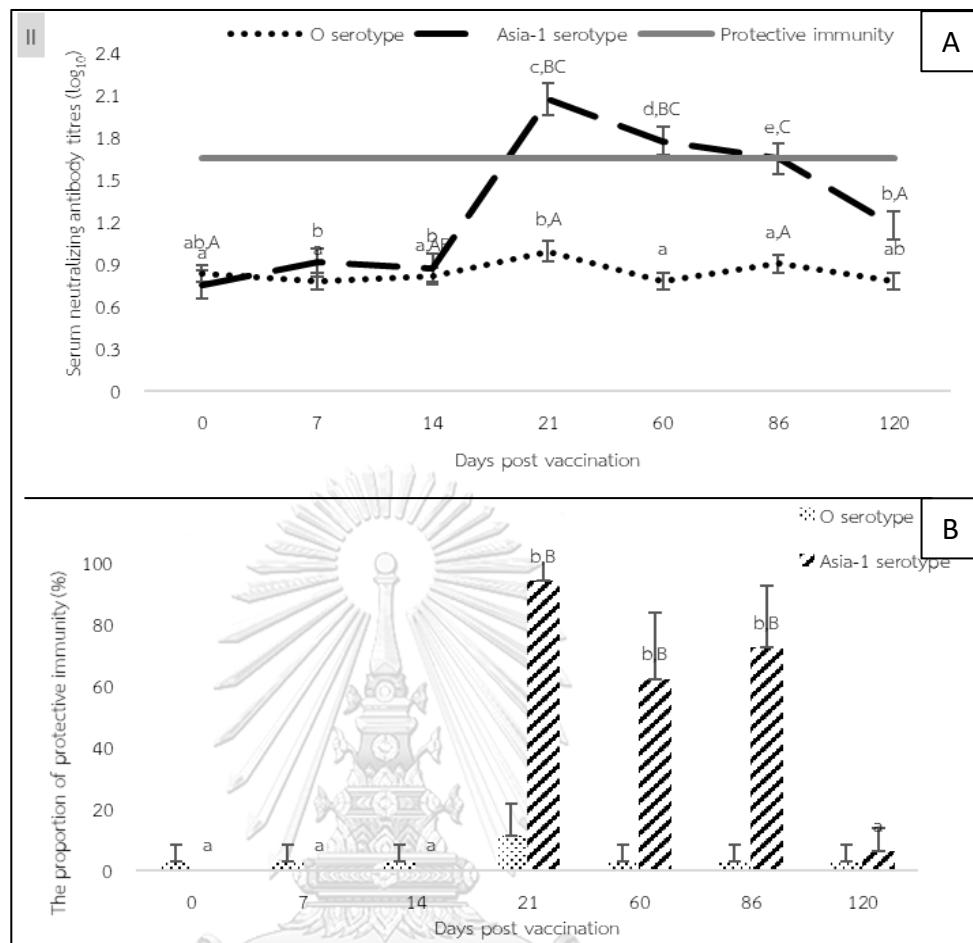 II
O serotype Asia-1 serotype Protective immunity
A
Serum neutralizing antibody titres (log10)
2.4
2.1
1.8
1.5
1.2
0.9
0.6
0.3
0
c,BC
d,BC
e,C
b,A
ab,A
a
b
a
b
b,A
a
a,A
ab
0 7 14 21 60 86 120
Days post vaccination
B
O serotype
Asia-1 serotype
The proportion of protective immunity (%)
100
80
60
40
20
0
b,B
b,B
b,B
a a a a
0 7 14 21 60 86 120
Days post vaccination